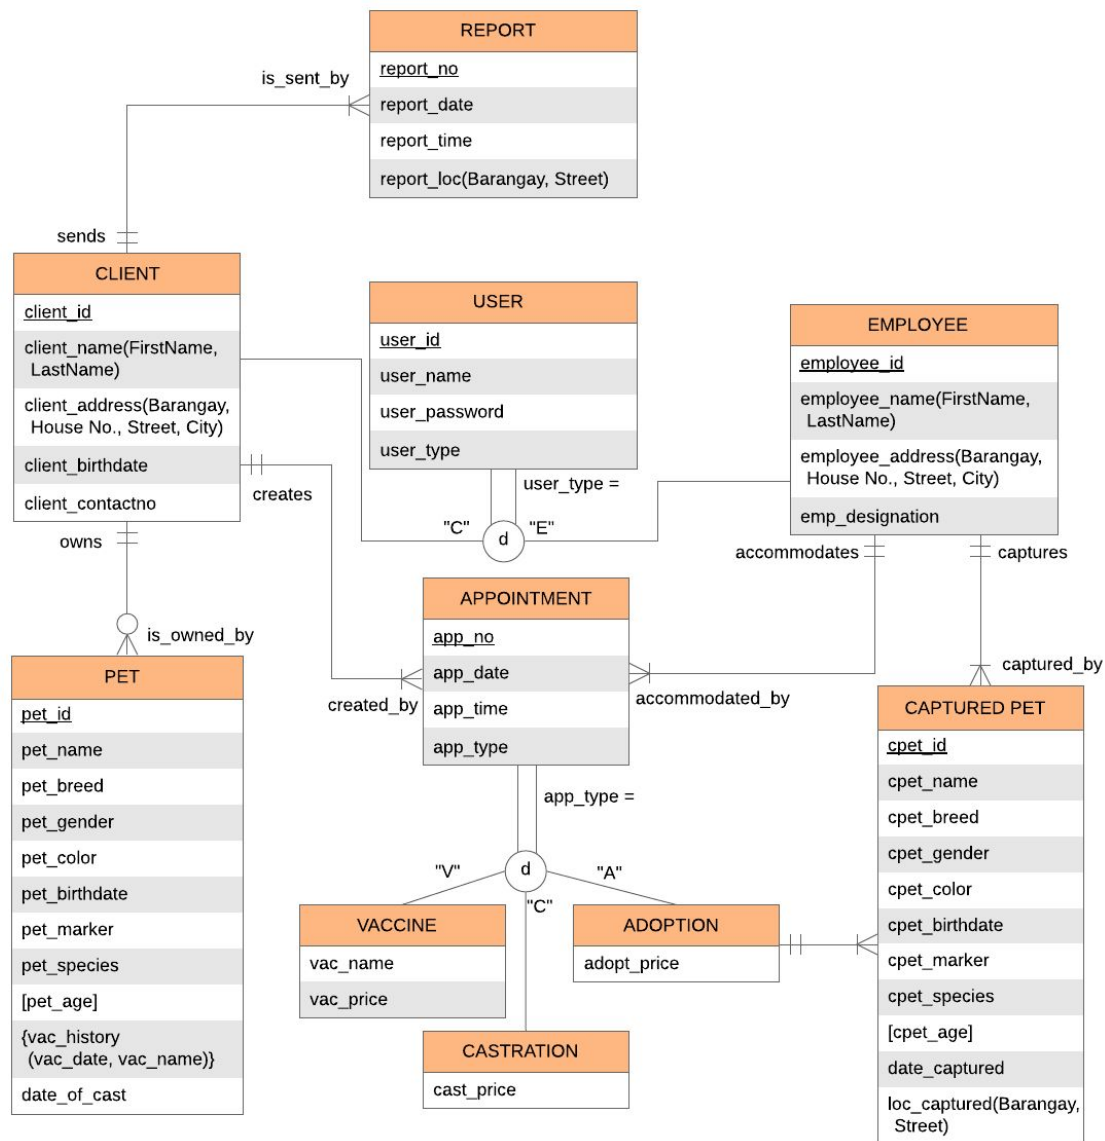 REPORT
report_no
report_date
report_time
report_loc(Barangay, Street)
is_sent_by
sends
CLIENT
client_id
client_name(FirstName,
LastName)
client_address(Barangay,
House No., Street, City)
client_birthdate
client_contactno
creates
owns
USER
user_id
user_name
user_password
user_type
user_type =
"C"
d
"E"
EMPLOYEE
employee_id
employee_name(FirstName,
LastName)
employee_address(Barangay,
House No., Street, City)
emp_designation
accommodates
captures
is_owned_by
PET
pet_id
pet_name
pet_breed
pet_gender
pet_color
pet_birthdate
pet_marker
pet_species
[pet_age]
{vac_history
(vac_date, vac_name)}
date_of_cast
APPOINTMENT
app_no
app_date
app_time
app_type
created_by
accommodated_by
app_type =
"V"
d
"A"
"C"
VACCINE
vac_name
vac_price
CASTRATION
cast_price
ADOPTION
adopt_price
captured_by
CAPTURED PET
cpet_id
cpet_name
cpet_breed
cpet_gender
cpet_color
cpet_birthdate
cpet_marker
cpet_species
[cpet_age]
date_captured
loc_captured(Barangay,
Street)